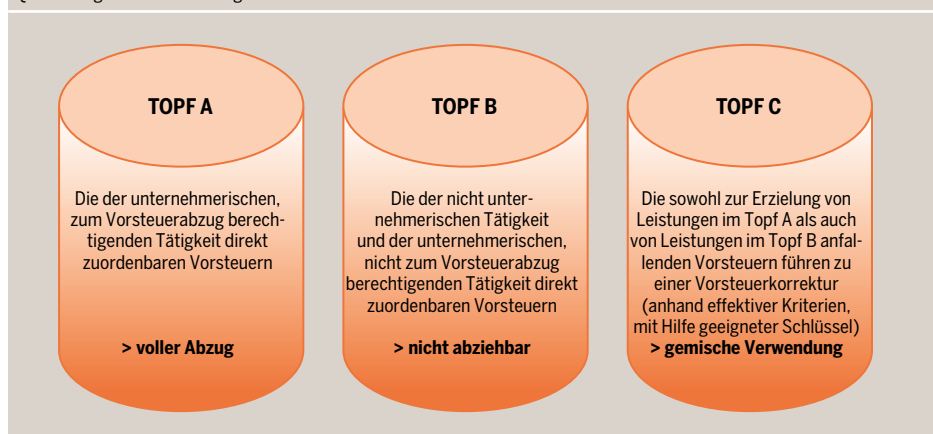 TOPF A
Die der unternehmerischen,
zum Vorsteuerabzug berech-
tigenden Tätigkeit direkt
zuordenbaren Vorsteuern
> voller Abzug
TOPF B
Die der nicht unter-
nehmerischen Tätigkeit
und der unternehmerischen,
nicht zum Vorsteuerabzug
berechtigenden Tätigkeit direkt
zuordenbaren Vorsteuern
> nicht abziehbar
TOPF C
Die sowohl zur Erzielung von
Leistungen im Topf A als auch
von Leistungen im Topf B anfal-
lenden Vorsteuern führen zu
einer Vorsteuerkorrektur
(anhand effektiver Kriterien,
mit Hilfe geeigneter Schlüssel)
> gemische Verwendung